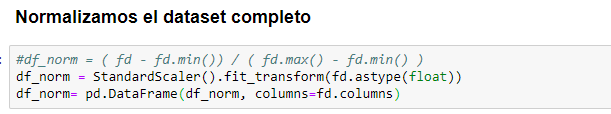 Normalizamos el dataset completo
#df_norm = ( fd - fd.min()) / ( fd.max() - fd.min() )
df_norm = StandardScaler().fit_transform(fd.astype(float))
df_norm= pd.DataFrame(df_norm, columns=fd.columns)